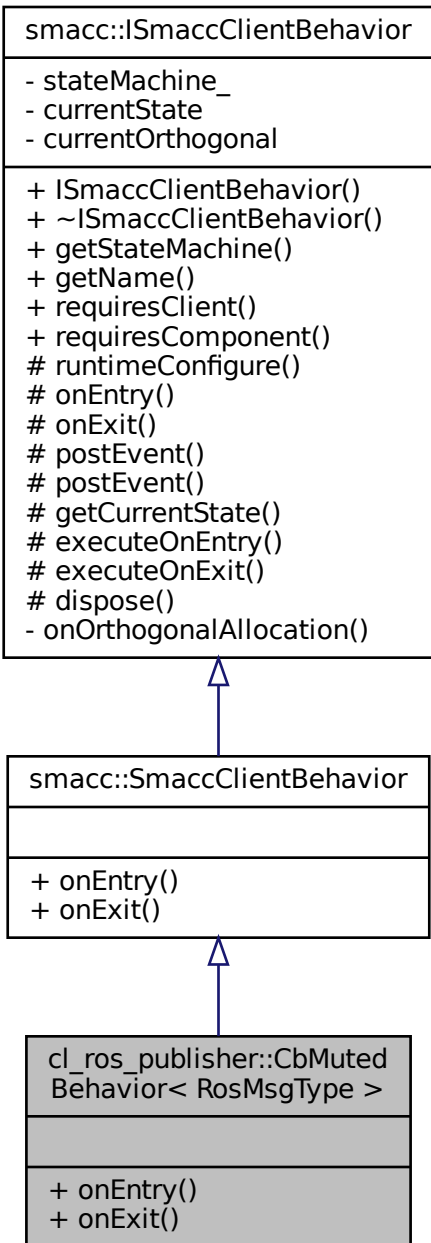 smacc::ISmaccClientBehavior
- stateMachine_
- currentState
- currentOrthogonal
+ ISmaccClientBehavior()
+ ~ISmaccClientBehavior()
+ getStateMachine()
+ getName()
+ requiresClient()
+ requiresComponent()
# runtimeConfigure()
# onEntry()
# onExit()
# postEvent()
# postEvent()
# getCurrentState()
# executeOnEntry()
# executeOnExit()
# dispose()
- onOrthogonalAllocation()
smacc::SmaccClientBehavior
+ onEntry()
+ onExit()
cl_ros_publisher::CbMuted
Behavior< RosMsgType >
+ onEntry()
+ onExit()